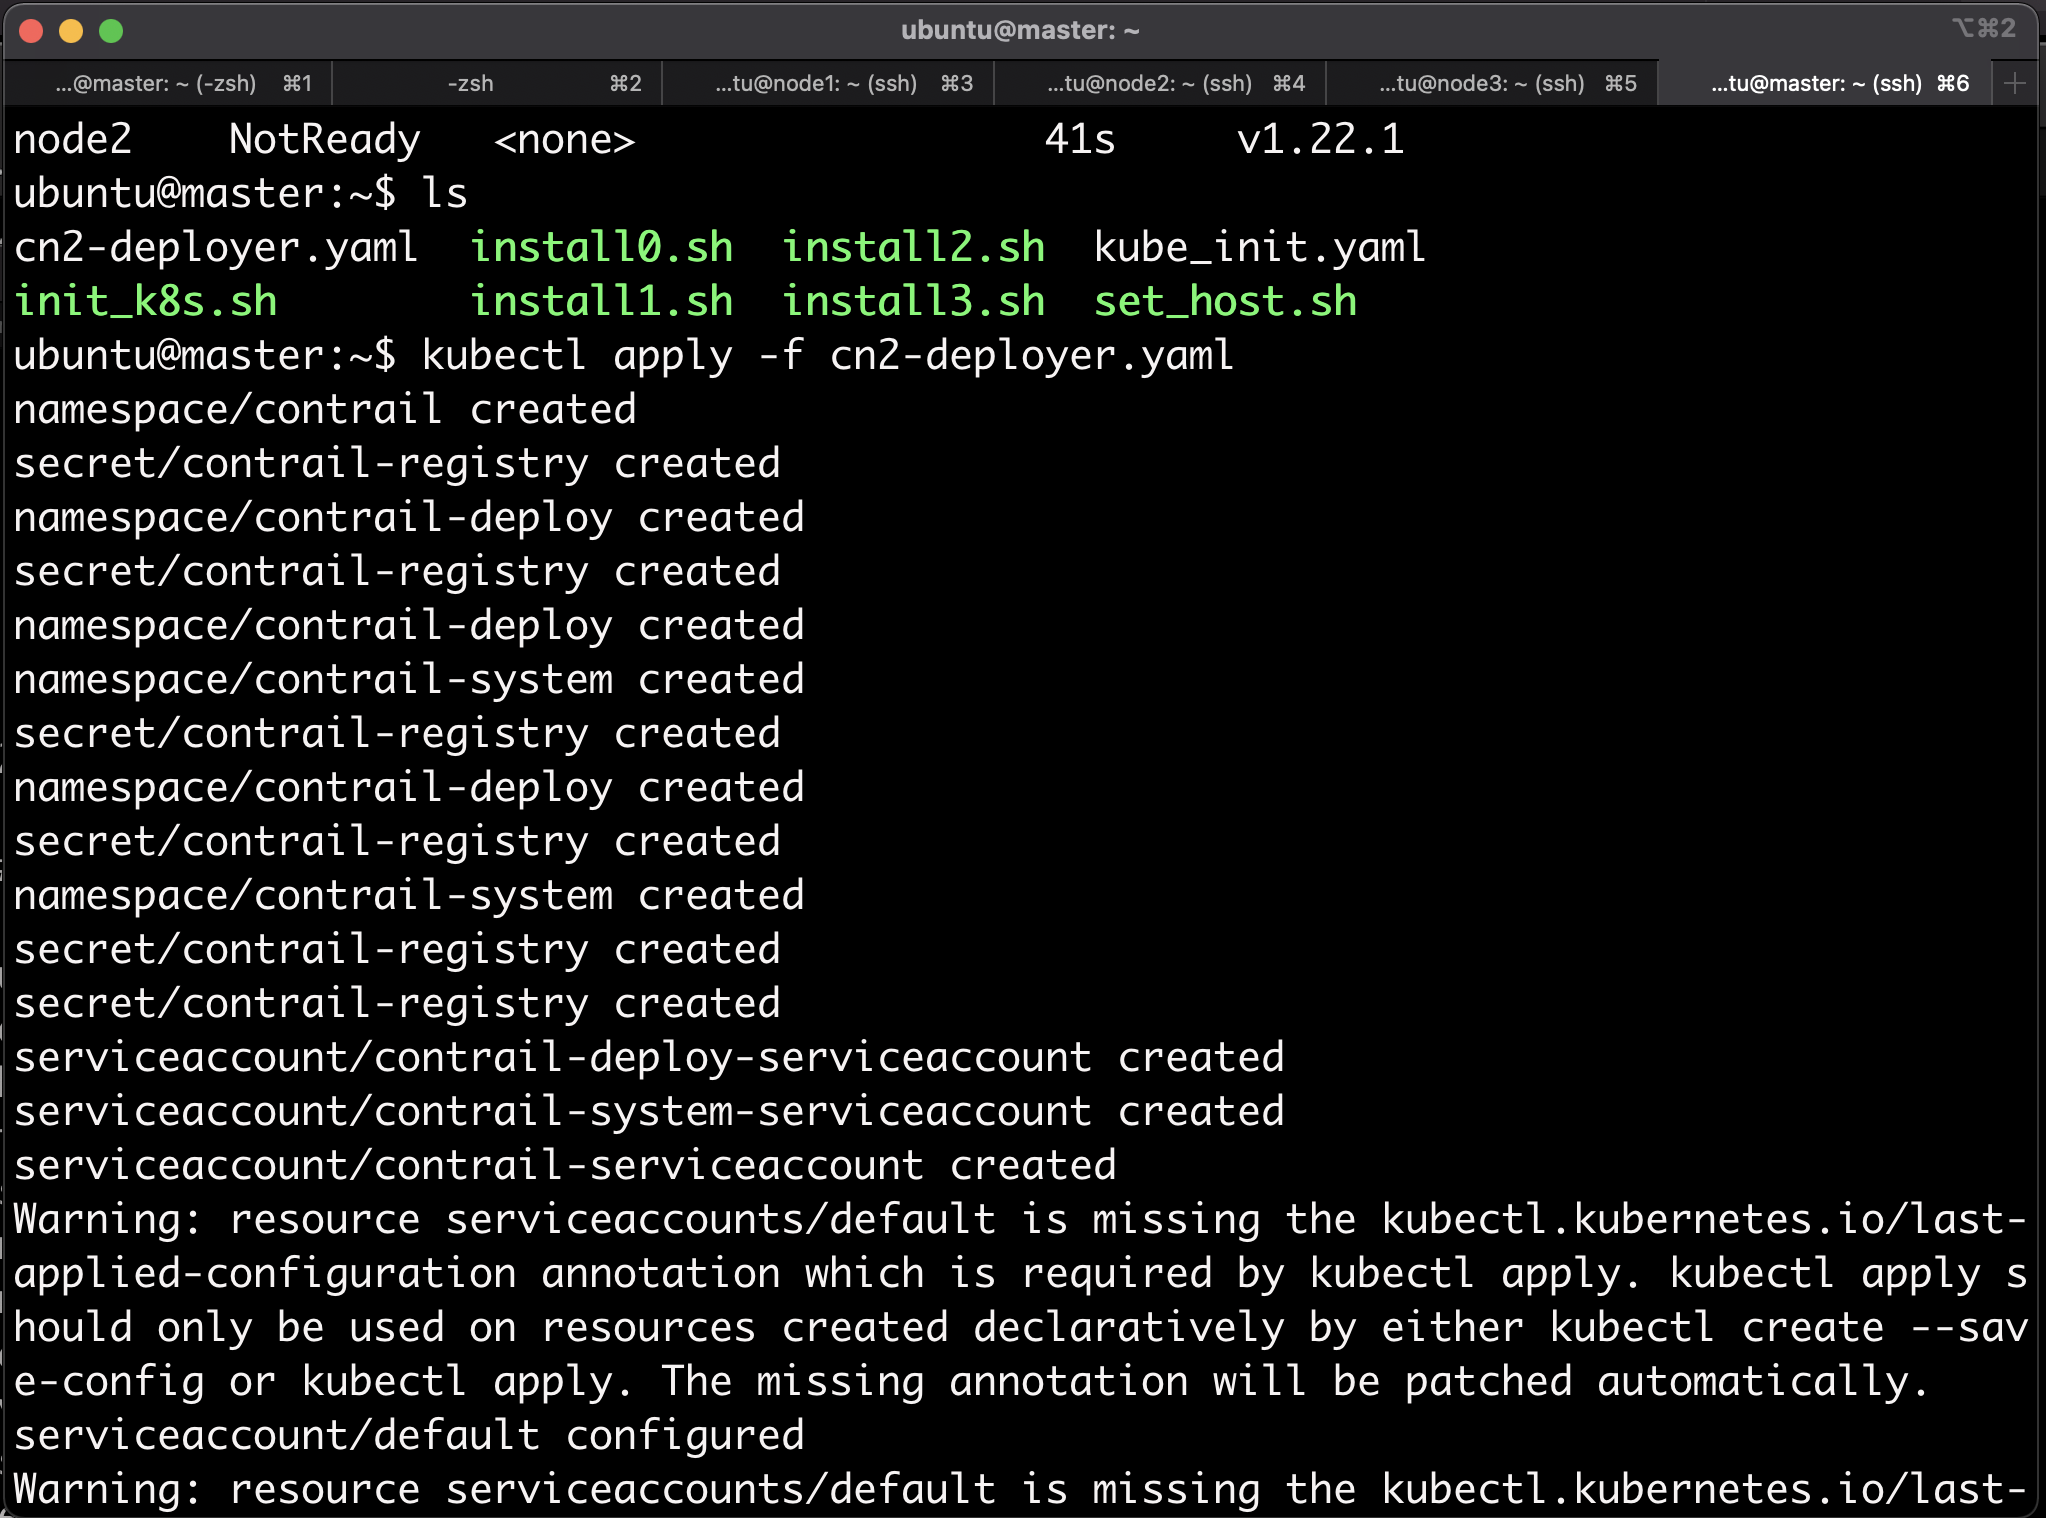 ubuntu@master: ~
⌥⌘2
...@master: ~ (-zsh) ⌘1 -zsh ⌘2 ...tu@node1: ~ (ssh) ⌘3 ...tu@node2: ~ (ssh) ⌘4 ...tu@node3: ~ (ssh) ⌘5 ...tu@master: ~ (ssh) ⌘6
node2 NotReady <none> 41s v1.22.1
ubuntu@master:~$ ls
cn2-deployer.yaml install0.sh install2.sh kube_init.yaml
init_k8s.sh install1.sh install3.sh set_host.sh
ubuntu@master:~$ kubectl apply -f cn2-deployer.yaml
namespace/contrail created
secret/contrail-registry created
namespace/contrail-deploy created
secret/contrail-registry created
namespace/contrail-deploy created
namespace/contrail-system created
secret/contrail-registry created
namespace/contrail-deploy created
secret/contrail-registry created
namespace/contrail-system created
secret/contrail-registry created
secret/contrail-registry created
serviceaccount/contrail-deploy-serviceaccount created
serviceaccount/contrail-system-serviceaccount created
serviceaccount/contrail-serviceaccount created
Warning: resource serviceaccounts/default is missing the kubectl.kubernetes.io/last-
applied-configuration annotation which is required by kubectl apply. kubectl apply s
hould only be used on resources created declaratively by either kubectl create --sav
e-config or kubectl apply. The missing annotation will be patched automatically.
serviceaccount/default configured
Warning: resource serviceaccounts/default is missing the kubectl.kubernetes.io/last-